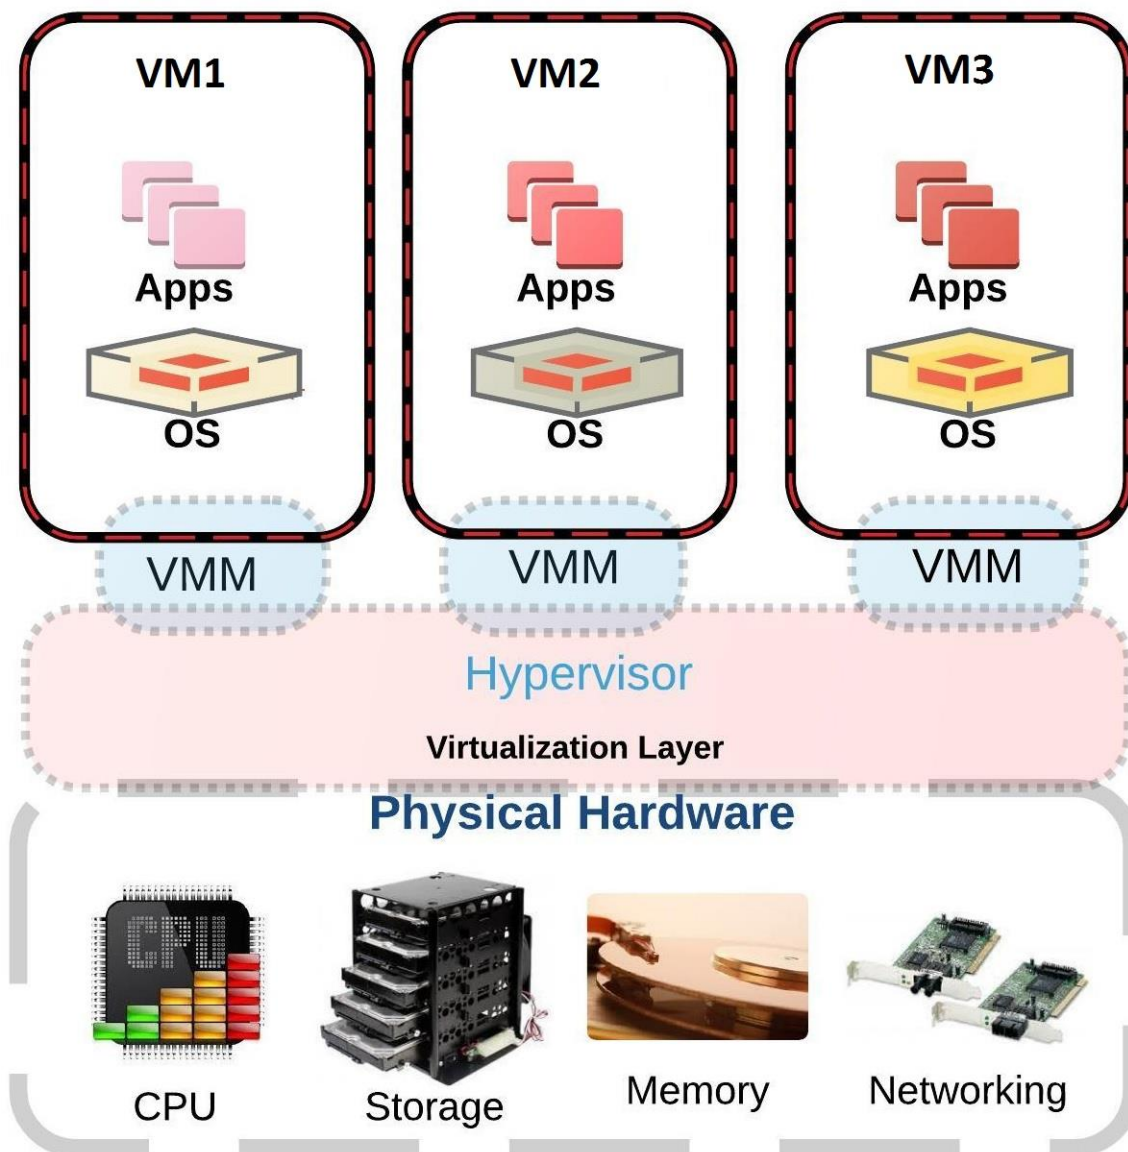 VM1
VM2
VM3
Apps
Apps
Apps
OS
OS
OS
VMM
VMM
VMM
Hypervisor
Virtualization Layer
Physical Hardware
CPU
CPU
Storage
Memory
Networking